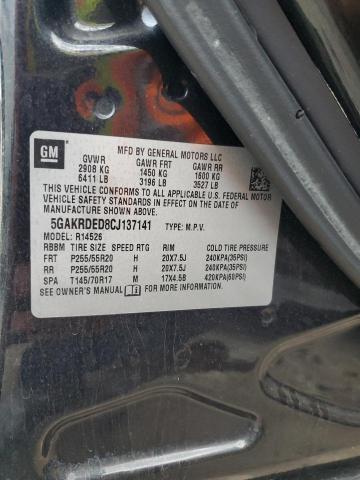 GM
MFD BY GENERAL MOTORS LLC
GVWR GAWR FRT GAWR RR
2908 KG 1450 KG 1600 KG
6411 LB 3196 LB 3527 LB
THIS VEHICLE CONFORMS TO ALL APPLICABLE U.S. FEDERAL MOTOR
VEHICLE SAFETY STANDARDS IN EFFECT ON THE DATE OF
MANUFACTURE SHOWN ABOVE.
5GAKRDED8CJ137141 TYPE: M.P.V.
MODEL: R14526
RBBM TIRE SIZE SPEED RTG RIM COLD TIRE PRESSURE
FRT P255/55R20 H 20X7.5J 240KPA(35PSI)
RR P255/55R20 H 20X7.5J 240KPA(35PSI)
SPA T145/70R17 M 17X4.5B 420KPA(60PSI)
SEE OWNER'S MANUAL FOR MORE INFORMATION.